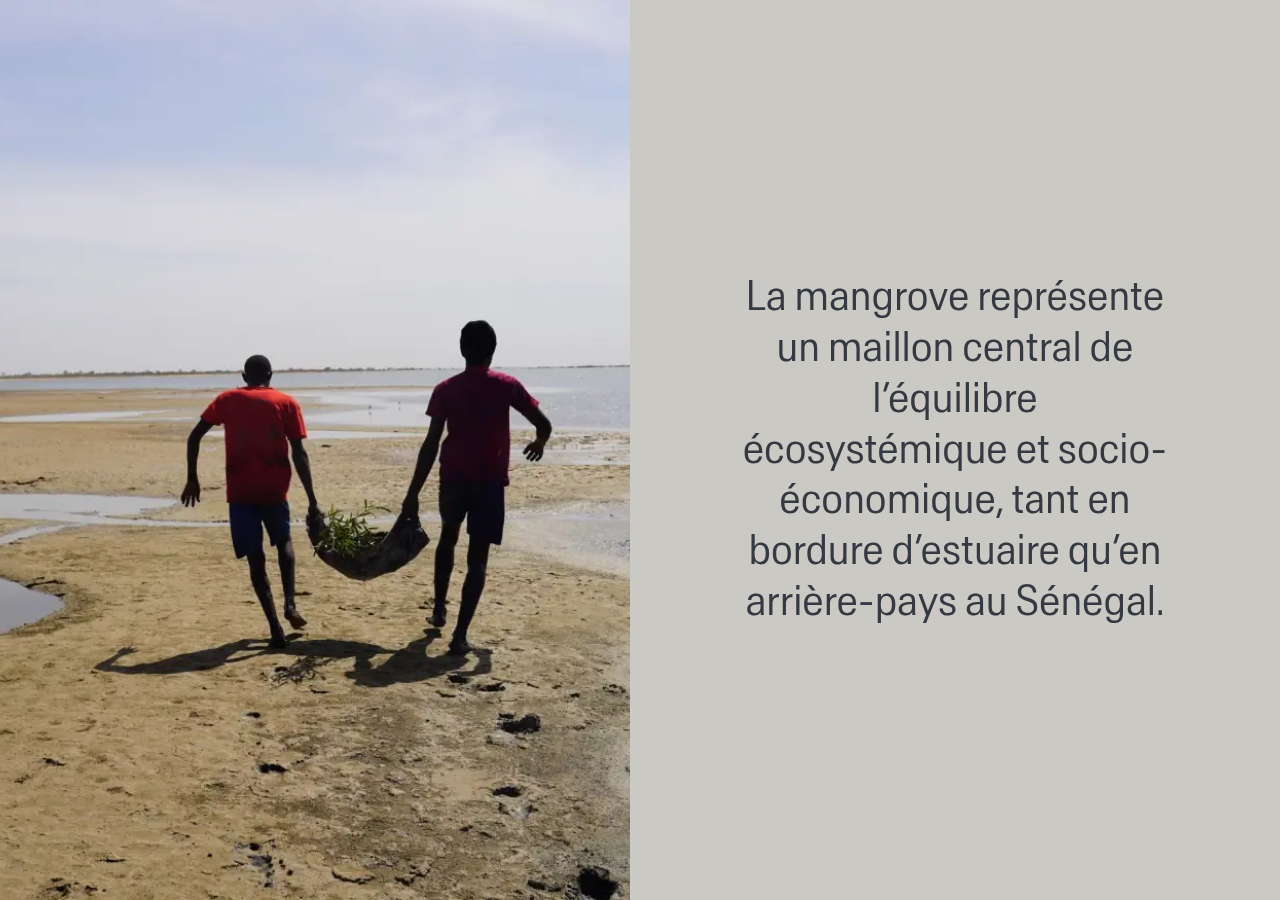 La mangrove représente
un maillon central de
l’équilibre
écosystémique et socio-
économique, tant en
bordure d’estuaire qu’en
arrière-pays au Sénégal.